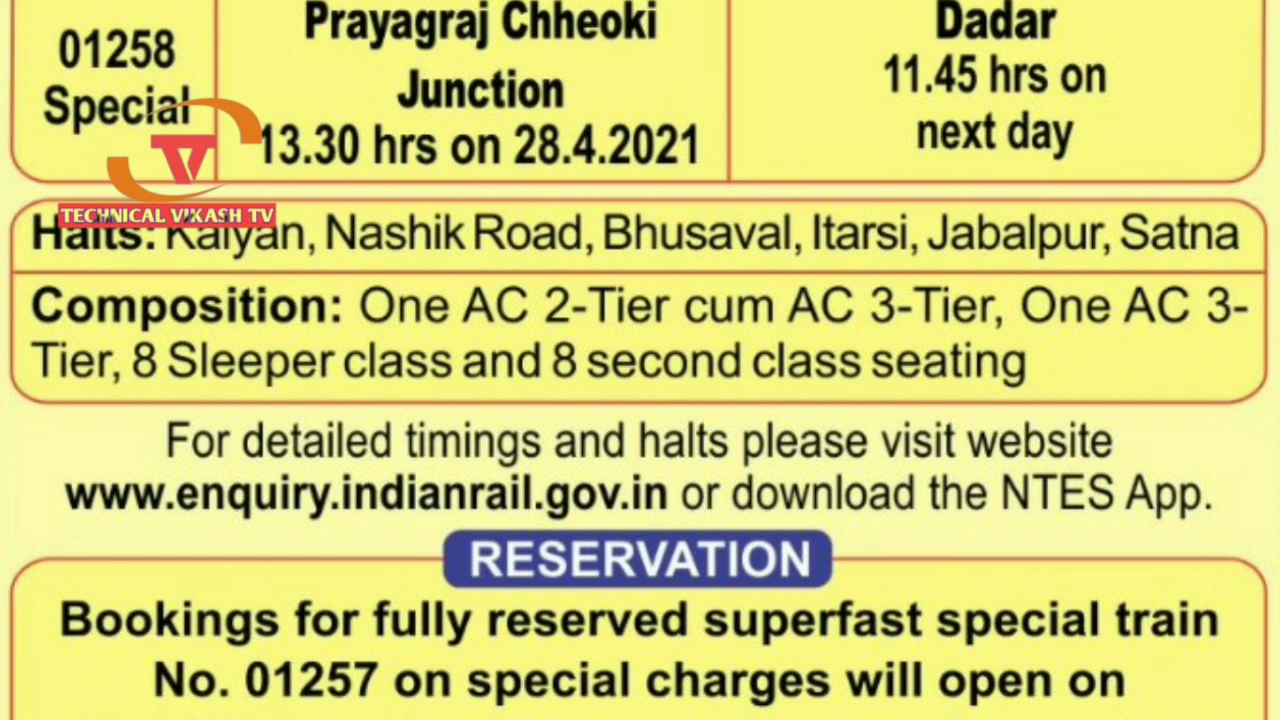 01258
Special
Prayagraj Chheoki
Junction
13.30 hrs on 28.4.2021
Dadar
11.45 hrs on
next day
TECHNICAL VIKASH TV
Halts: Kalyan, Nashik Road, Bhusaval, Itarsi, Jabalpur, Satna
Composition: One AC 2-Tier cum AC 3-Tier, One AC 3-
Tier, 8 Sleeper class and 8 second class seating
For detailed timings and halts please visit website
www.enquiry.indianrail.gov.in or download the NTES App.
RESERVATION
Bookings for fully reserved superfast special train
No. 01257 on special charges will open on